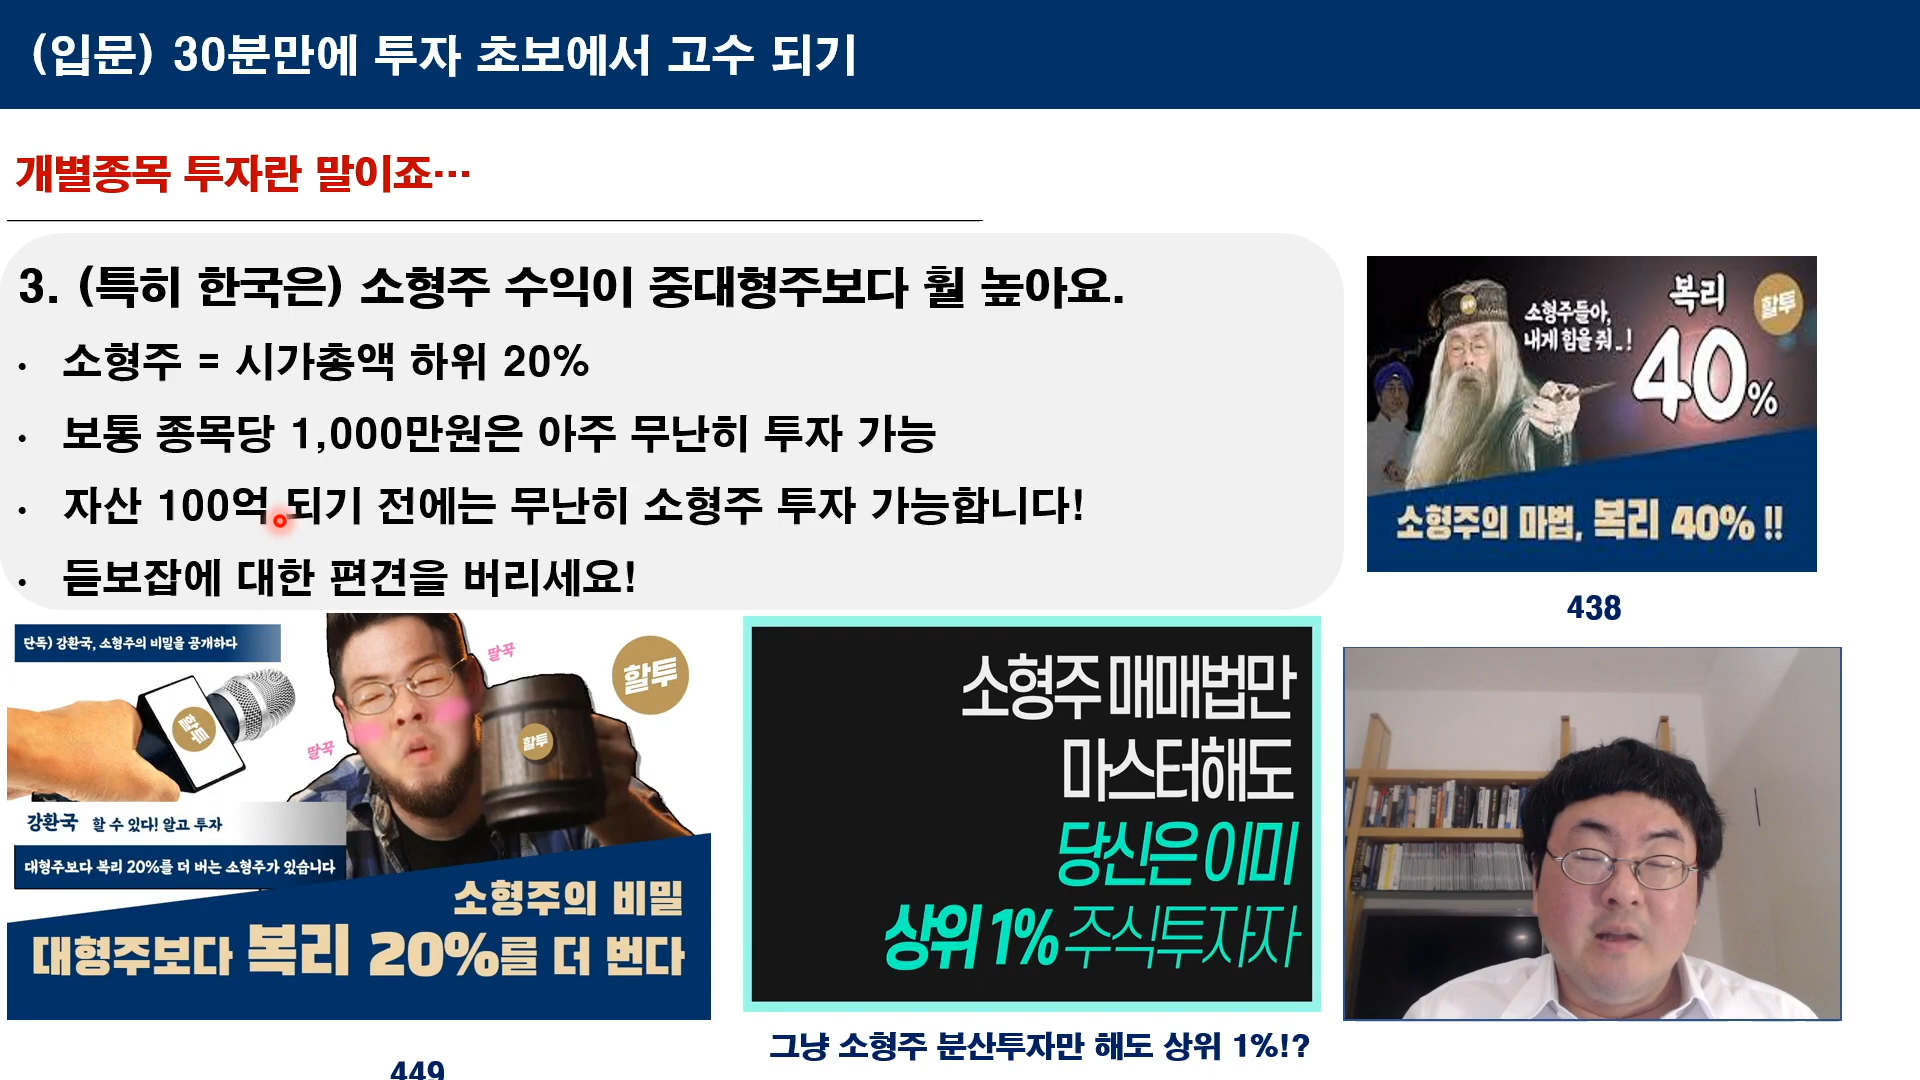 (입문) 30분만에 투자 초보에서 고수 되기
개별종목 투자란 말이죠…
3. (특히 한국은) 소형주 수익이 중대형주보다 훨 높아요.
• 소형주 = 시가총액 하위 20%
• 보통 종목당 1,000만원은 아주 무난히 투자 가능
• 자산 100억 되기 전에는 무난히 소형주 투자 가능합니다!
• 듣보잡에 대한 편견을 버리세요!
소형주들아,
내게 힘을 줘..!
복리
40%
할투
소형주의 마법, 복리 40% !!
438
단독) 강환국, 소형주의 비밀을 공개하다
딸꾹
할투
할투
할투
딸꾹
강환국 할 수 있다! 알고 투자
대형주보다 복리 20%를 더 버는 소형주가 있습니다
소형주의 비밀
대형주보다 복리 20%를 더 번다
449
소형주 매매법만
마스터해도
당신은 이미
상위 1% 주식투자자
그냥 소형주 분산투자만 해도 상위 1%!?